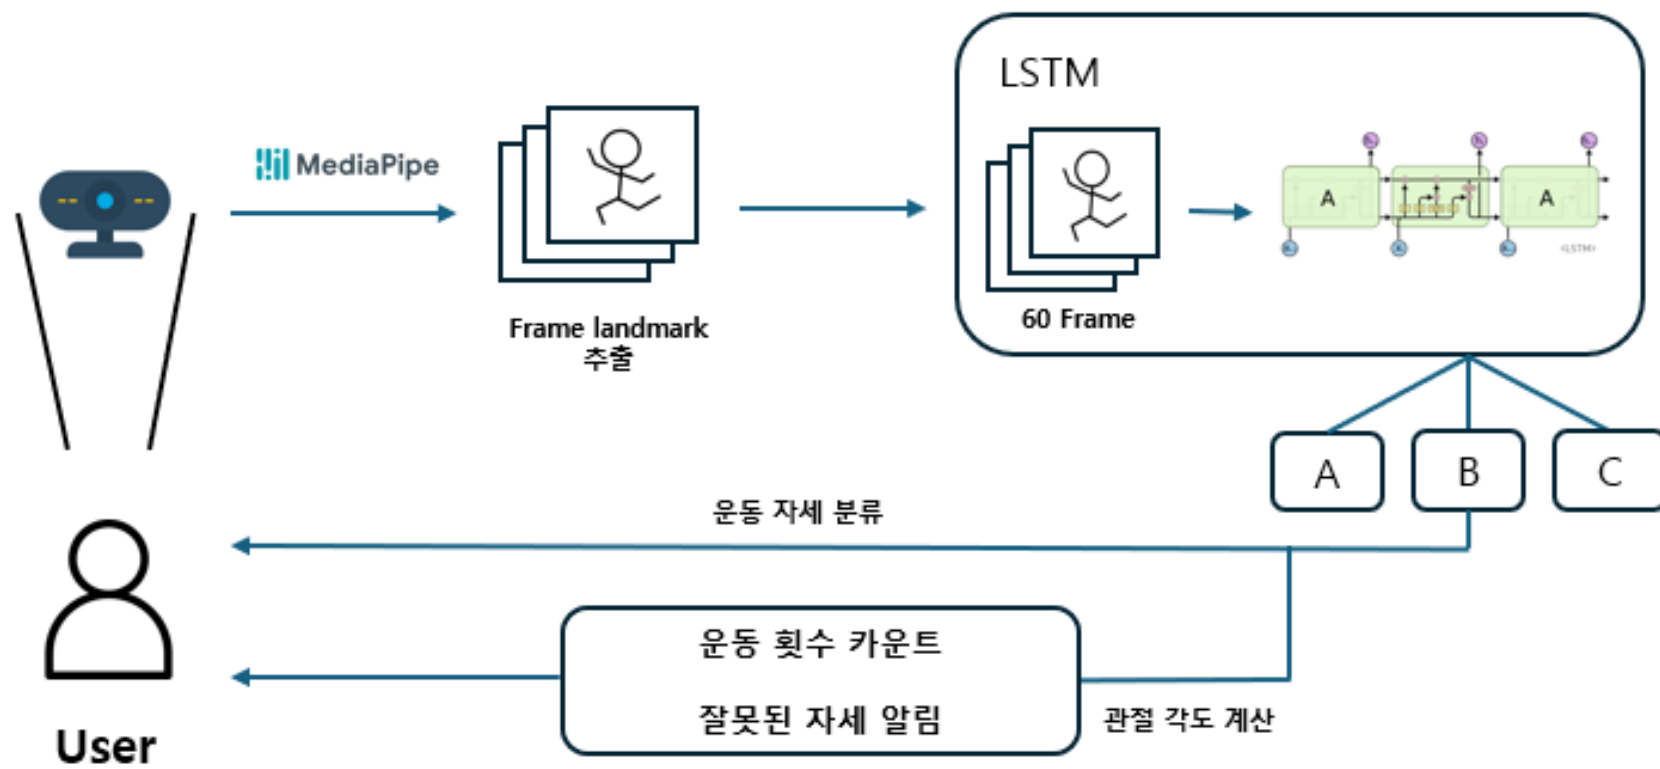 LSTM
MediaPipe
A
A
<LSTM>
60 Frame
Frame landmark
추출
A
B
C
운동 자세 분류
운동 횟수 카운트
잘못된 자세 알림
관절 각도 계산
User